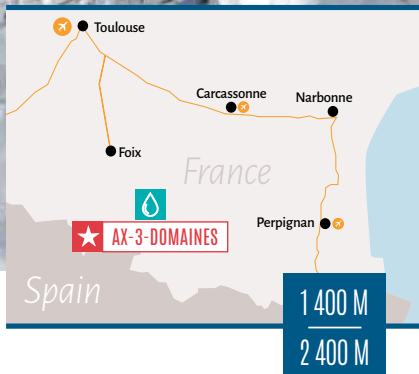 Toulouse
Carcassonne
Narbonne
Foix
France
AX-3-DOMAINES
Perpignan
Spain
1 400 M
2 400 M